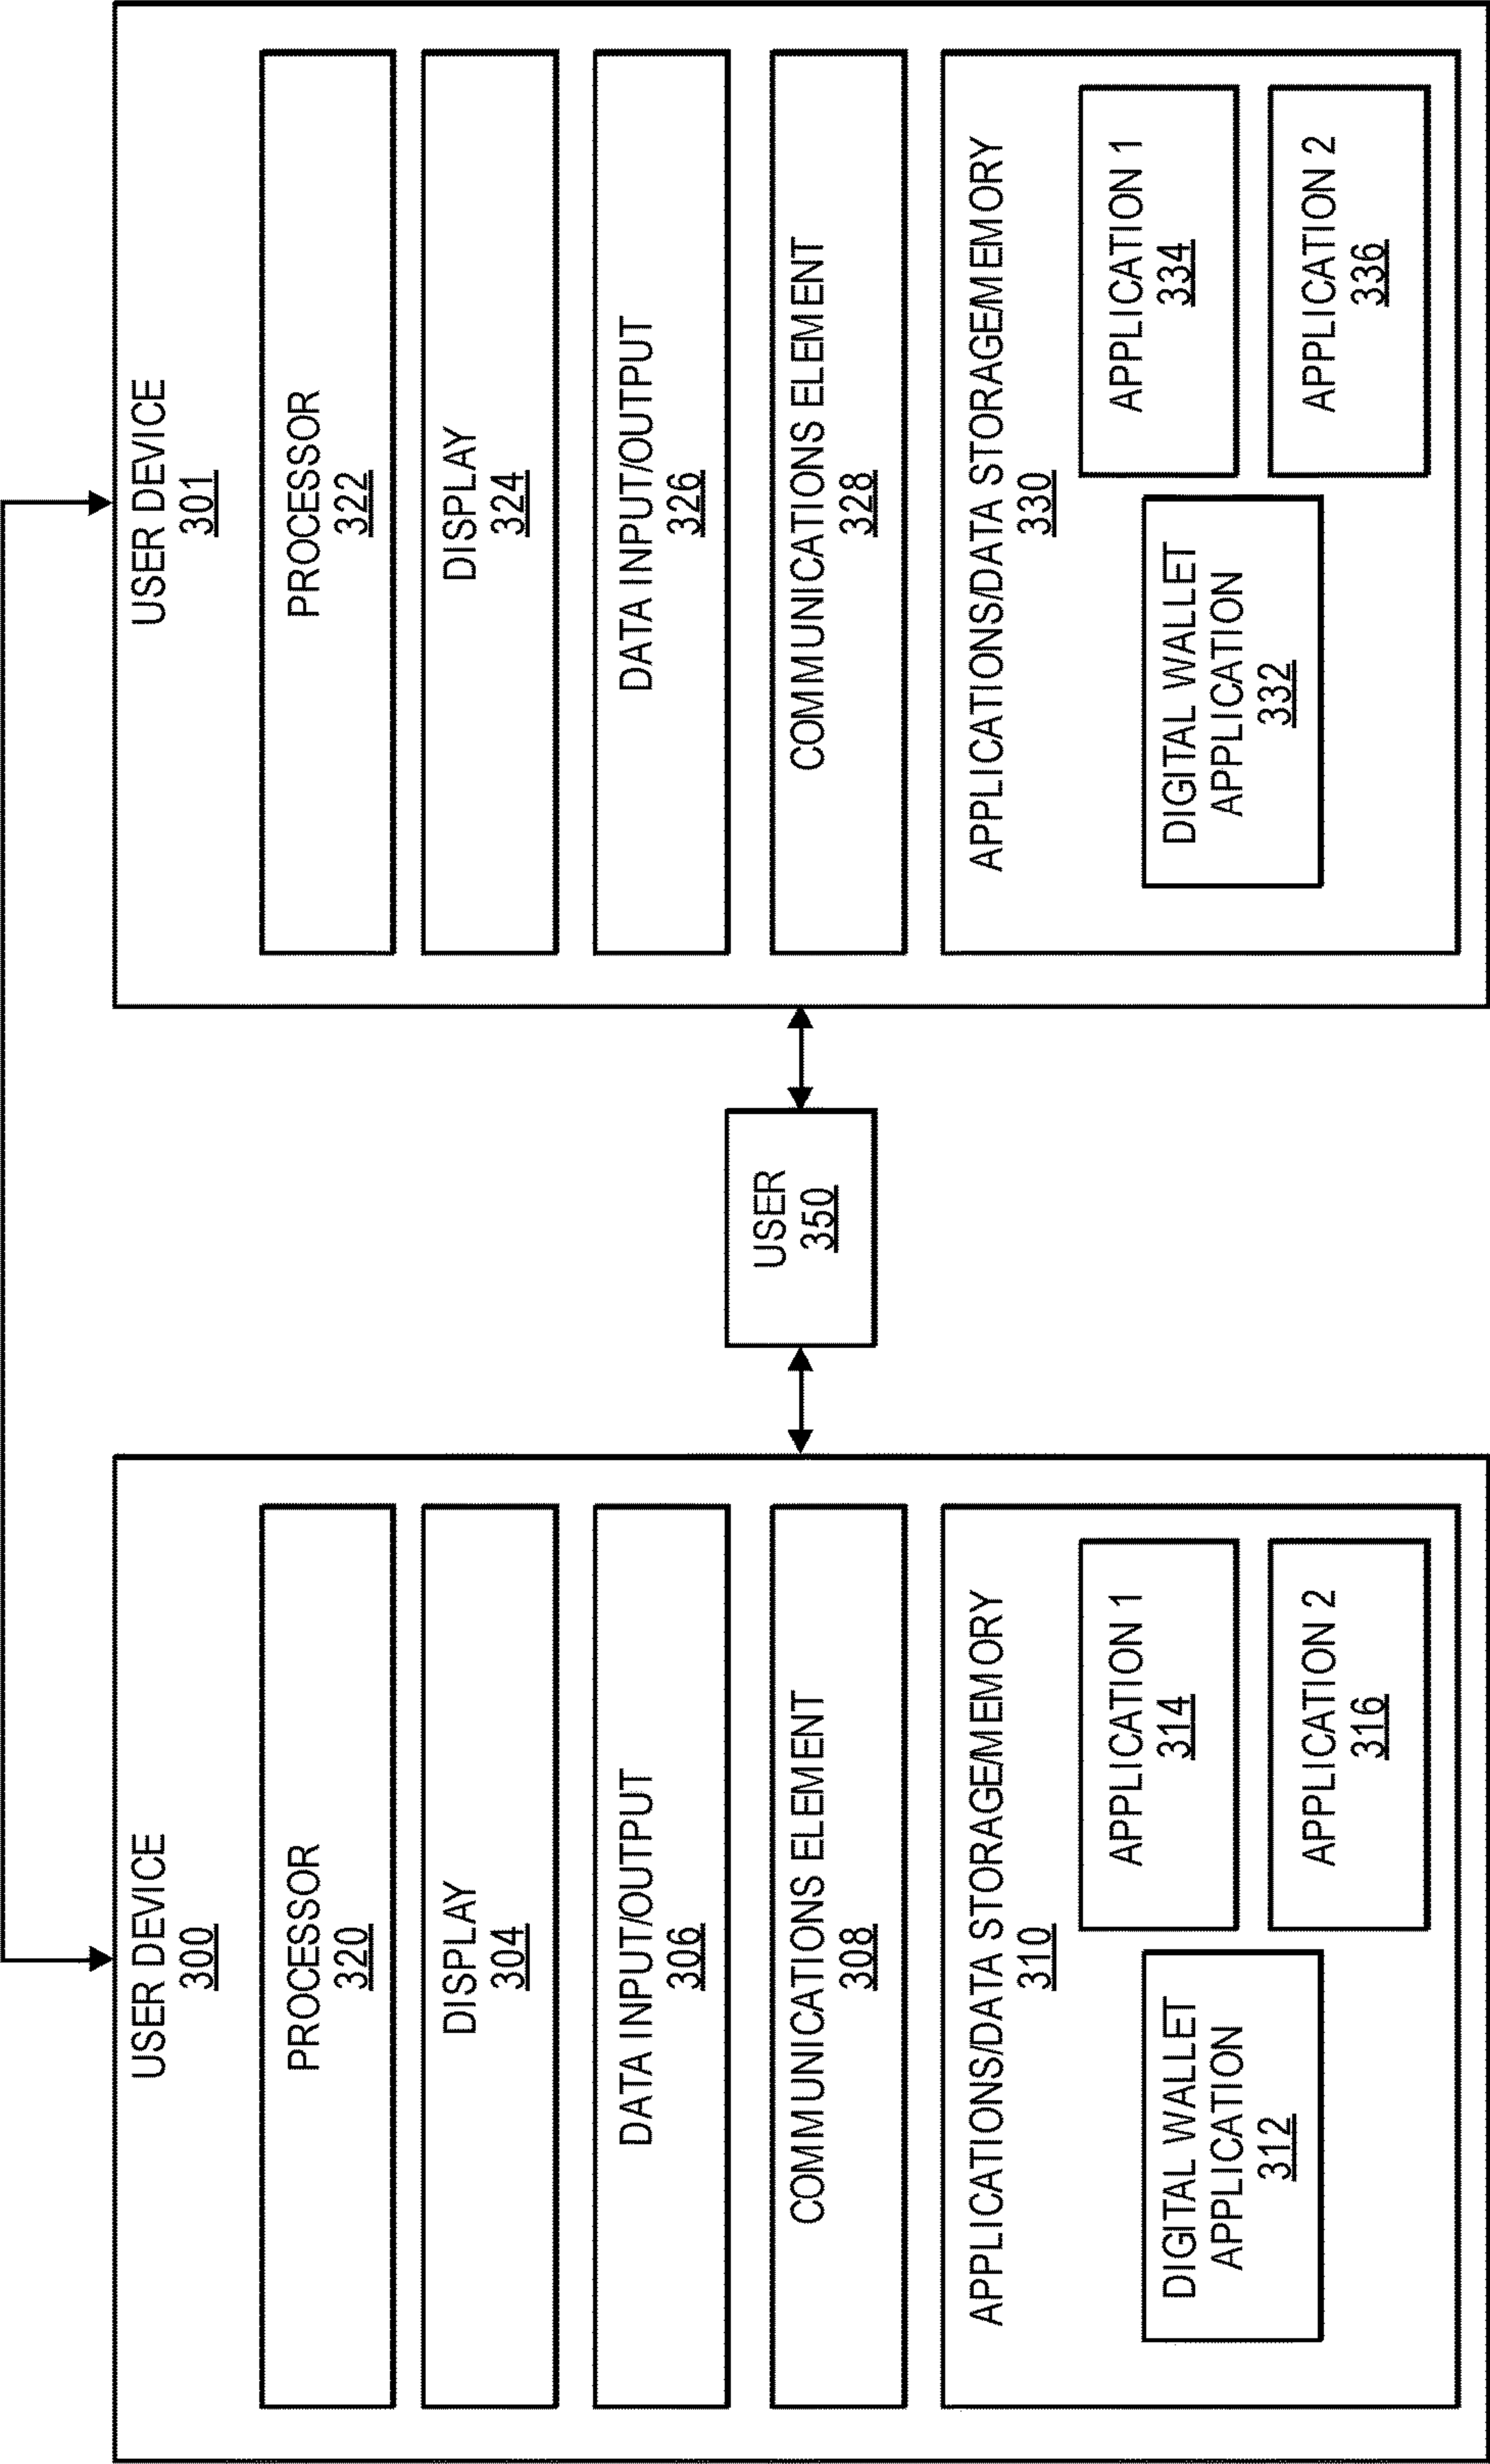 USER DEVICE
300
PROCESSOR
320
DISPLAY
304
DATA INPUT/OUTPUT
306
COMMUNICATIONS ELEMENT
308
APPLICATIONS/DATA STORAGE/MEMORY
310
DIGITAL WALLET
APPLICATION
312
APPLICATION 1
314
APPLICATION 2
316
USER
350
USER DEVICE
301
PROCESSOR
322
DISPLAY
324
DATA INPUT/OUTPUT
326
COMMUNICATIONS ELEMENT
328
APPLICATIONS/DATA STORAGE/MEMORY
330
DIGITAL WALLET
APPLICATION
332
APPLICATION 1
334
APPLICATION 2
336